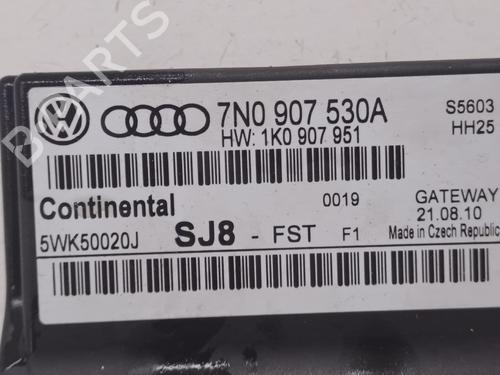 7N0 907 530A
S5603
HW: 1K0 907 951
HH25
Continental
0019
GATEWAY
21.08.10
5WK50020J
SJ8 - FST F1
Made in Czech Republic
B PARTS